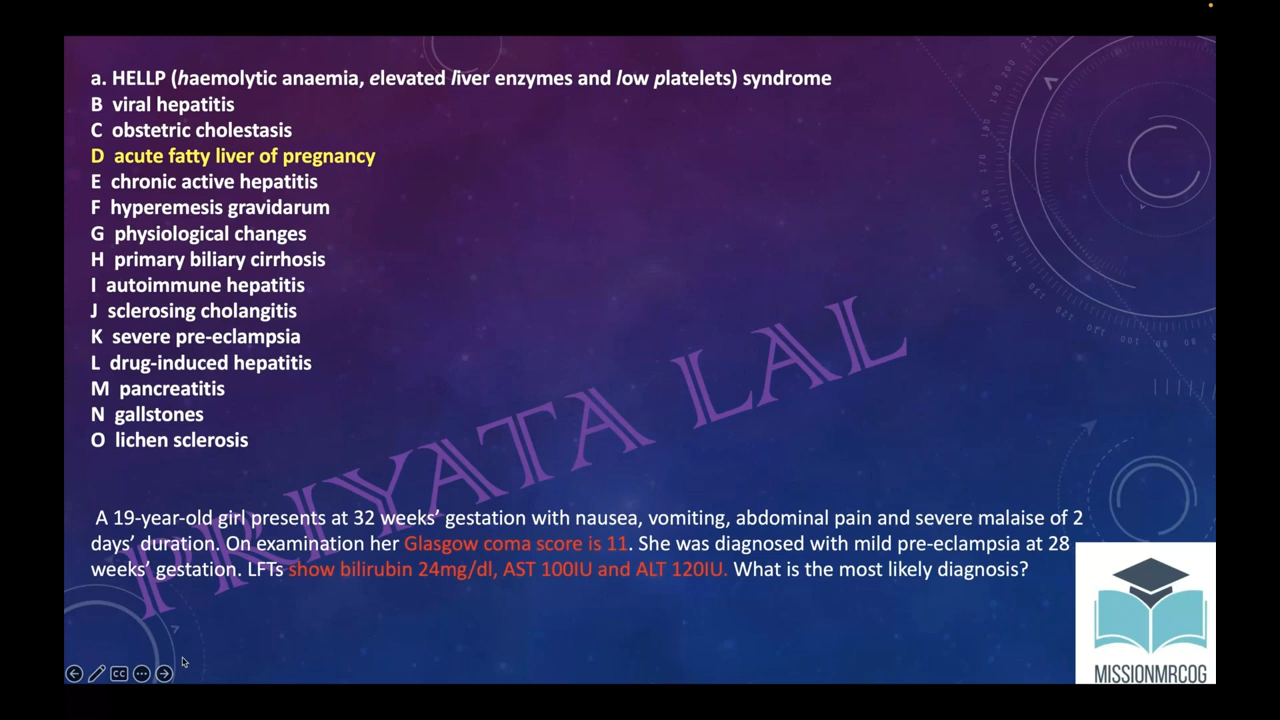 a. HELLP (haemolytic anaemia, elevated liver enzymes and low platelets) syndrome
B viral hepatitis
C obstetric cholestasis
D acute fatty liver of pregnancy
E chronic active hepatitis
F hyperemesis gravidarum
G physiological changes
H primary biliary cirrhosis
I autoimmune hepatitis
J sclerosing cholangitis
K severe pre-eclampsia
L drug-induced hepatitis
M pancreatitis
N gallstones
O lichen sclerosis
PRIYATA LAL
A 19-year-old girl presents at 32 weeks’ gestation with nausea, vomiting, abdominal pain and severe malaise of 2
days’ duration. On examination her Glasgow coma score is 11. She was diagnosed with mild pre-eclampsia at 28
weeks’ gestation. LFTs show bilirubin 24mg/dl, AST 100IU and ALT 120IU. What is the most likely diagnosis?
CC
MISSIONMRCOG